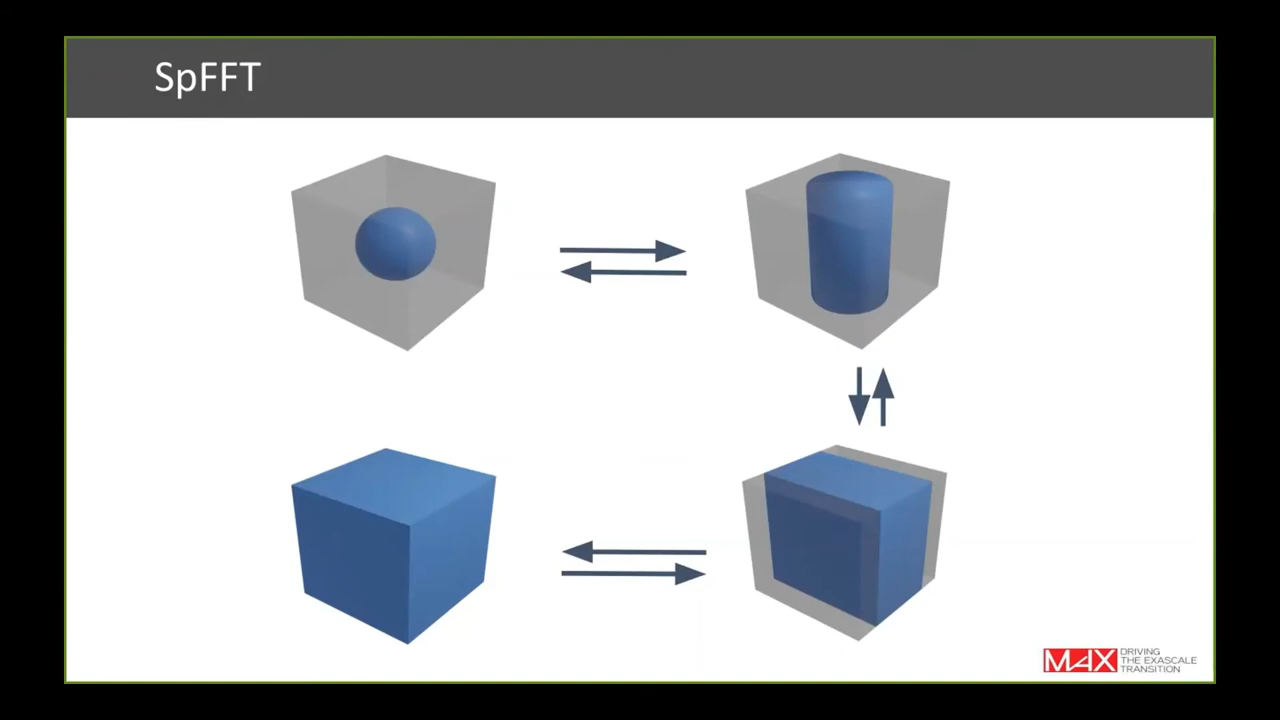 SpFFT
MAX
DRIVING
THE EXASCALE
TRANSITION